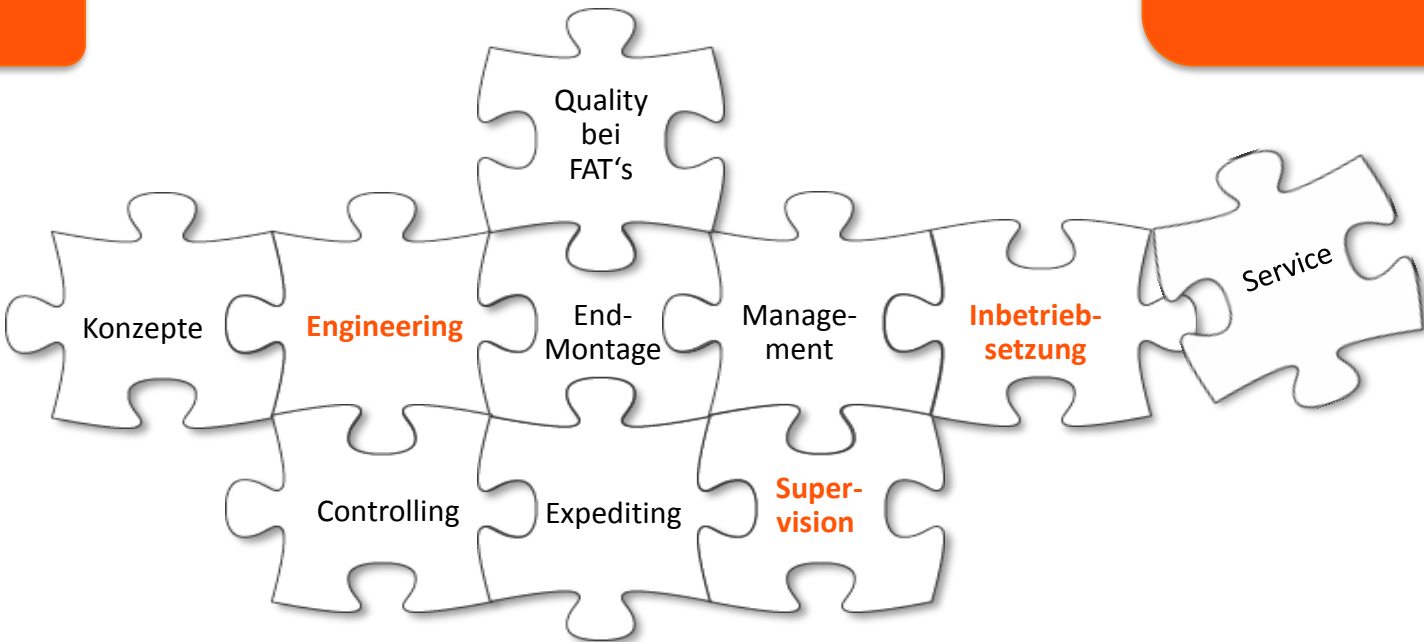 Quality
bei
FAT‘s
Konzepte
Engineering
End-
Montage
Manage-
ment
Inbetrieb-
setzung
Service
Controlling
Expediting
Super-
vision